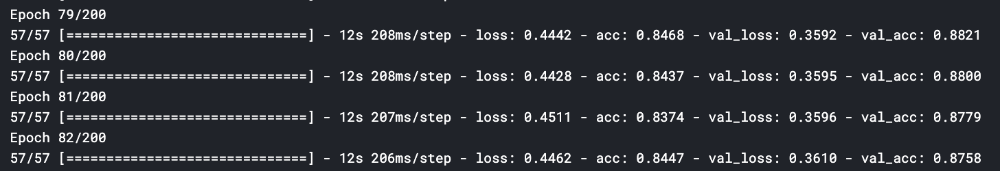 Epoch 79/200
57/57 [==============================] - 12s 208ms/step - loss: 0.4442 - acc: 0.8468 - val_loss: 0.3592 - val_acc: 0.8821
Epoch 80/200
57/57 [==============================] - 12s 208ms/step - loss: 0.4428 - acc: 0.8437 - val_loss: 0.3595 - val_acc: 0.8800
Epoch 81/200
57/57 [==============================] - 12s 207ms/step - loss: 0.4511 - acc: 0.8374 - val_loss: 0.3596 - val_acc: 0.8779
Epoch 82/200
57/57 [==============================] - 12s 206ms/step - loss: 0.4462 - acc: 0.8447 - val_loss: 0.3610 - val_acc: 0.8758